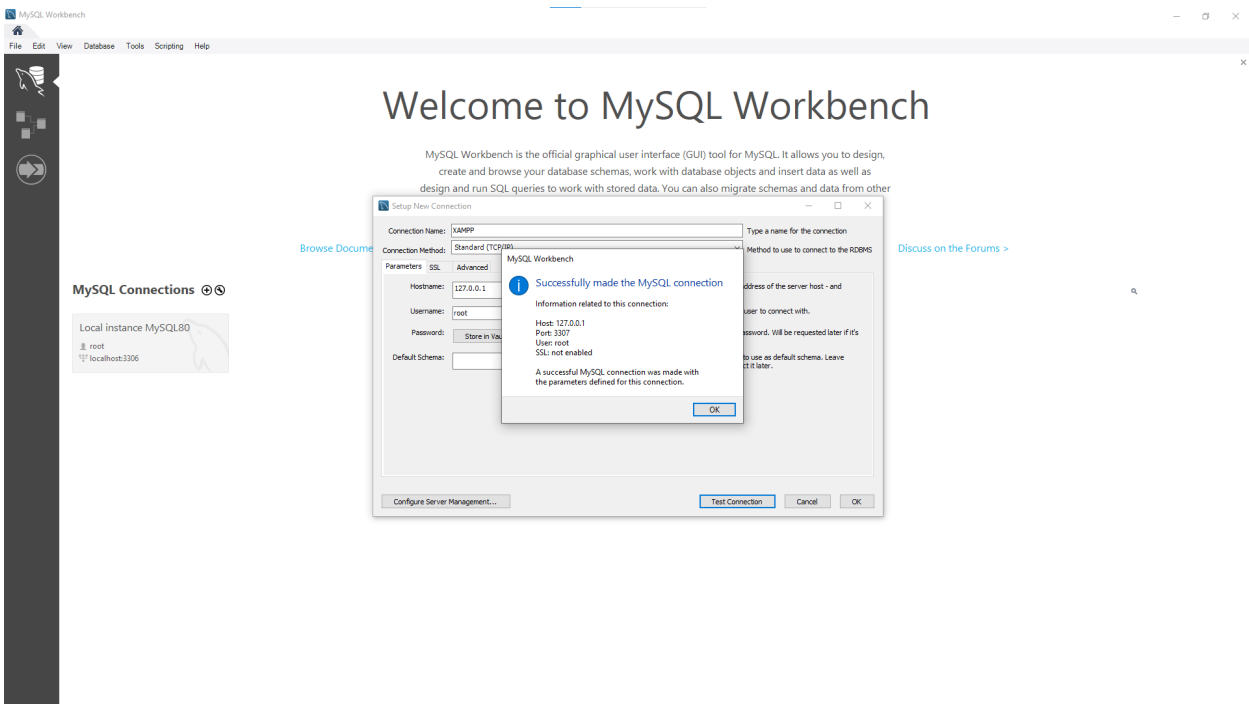 MySQL Workbench
File Edit View Database Tools Scripting Help
Welcome to MySQL Workbench
MySQL Workbench is the official graphical user interface (GUI) tool for MySQL. It allows you to design,
create and browse your database schemas, work with database objects and insert data as well as
design and run SQL queries to work with stored data. You can also migrate schemas and data from other
Browse Docume
Discuss on the Forums >
MySQL Connections
Local instance MySQL80
root
localhost:3306
Setup New Connection
Connection Name: XAMPP Type a name for the connection
Connection Method: Standard (TCP/IP) Method to use to connect to the RDBMS
Parameters SSL Advanced
Hostname: 127.0.0.1 address of the server host - and
Username: root user to connect with.
Password: Store in Vau assword. Will be requested later if it's
Default Schema: to use as default schema. Leave
ct it later.
Configure Server Management... Test Connection Cancel OK
MySQL Workbench
Successfully made the MySQL connection
Information related to this connection:
Host: 127.0.0.1
Port: 3307
User: root
SSL: not enabled
A successful MySQL connection was made with
the parameters defined for this connection.
OK